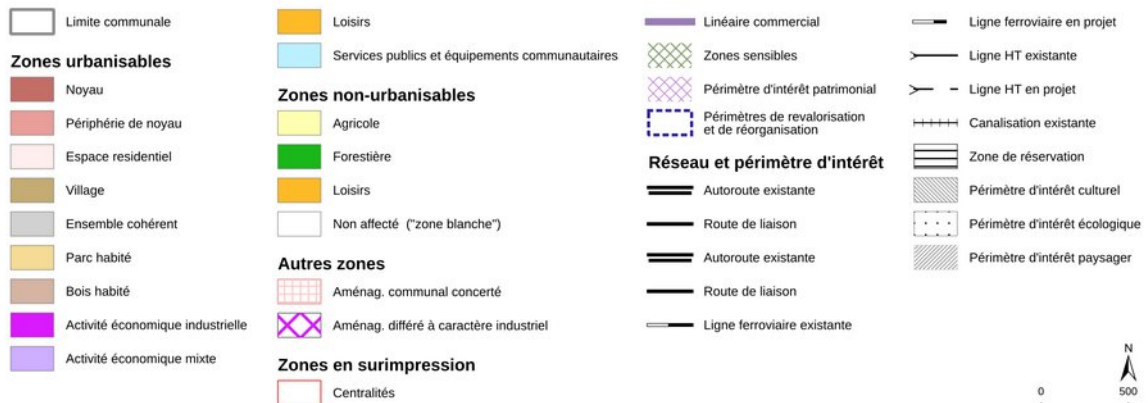 Limite communale
Zones urbanisables
Noyau
Périphérie de noyau
Espace residentiel
Village
Ensemble cohérent
Parc habité
Bois habité
Activité économique industrielle
Activité économique mixte
Loisirs
Services publics et équipements communautaires
Zones non-urbanisables
Agricole
Forestière
Loisirs
Non affecté ("zone blanche")
Autres zones
Aménag. communal concerté
Aménag. différé à caractère industriel
Zones en surimpression
Centralités
Linéaire commercial
Zones sensibles
Périmètre d'intérêt patrimonial
Périmètres de revalorisation
et de réorganisation
Réseau et périmètre d'intérêt
Autoroute existante
Route de liaison
Autoroute existante
Route de liaison
Ligne ferroviaire existante
Ligne ferroviaire en projet
Ligne HT existante
Ligne HT en projet
Canalisation existante
Zone de réservation
Périmètre d'intérêt culturel
Périmètre d'intérêt écologique
Périmètre d'intérêt paysager
N
0 500